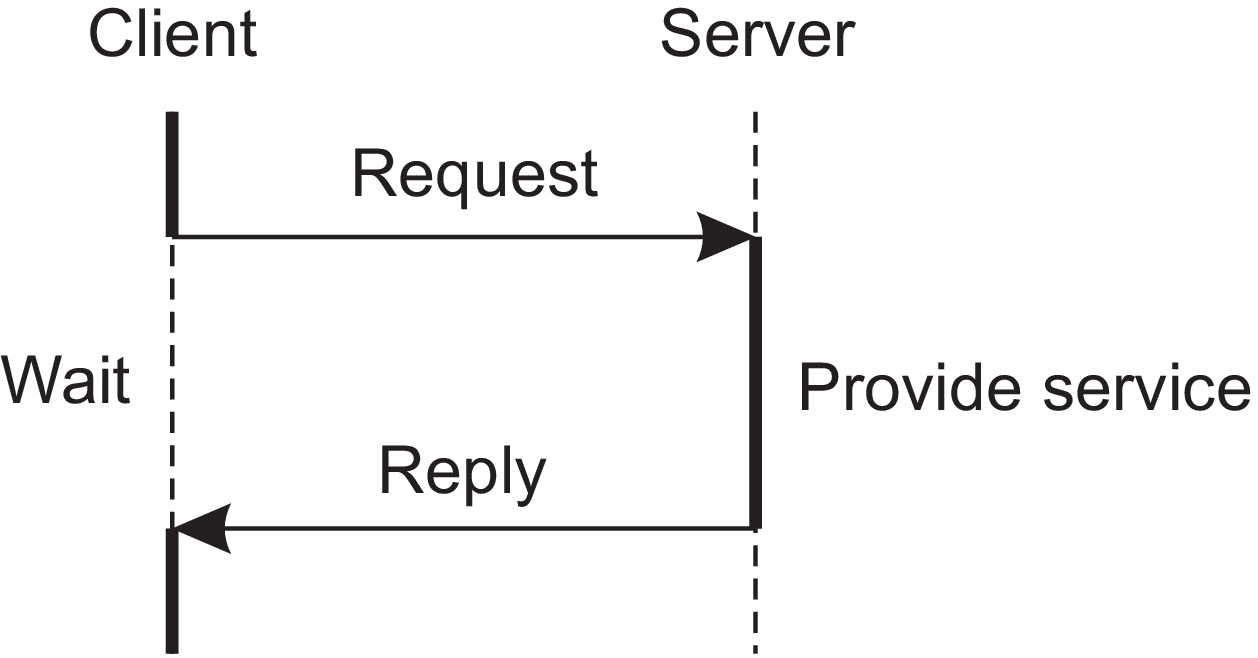 Client
Server
Request
Wait
Provide service
Reply